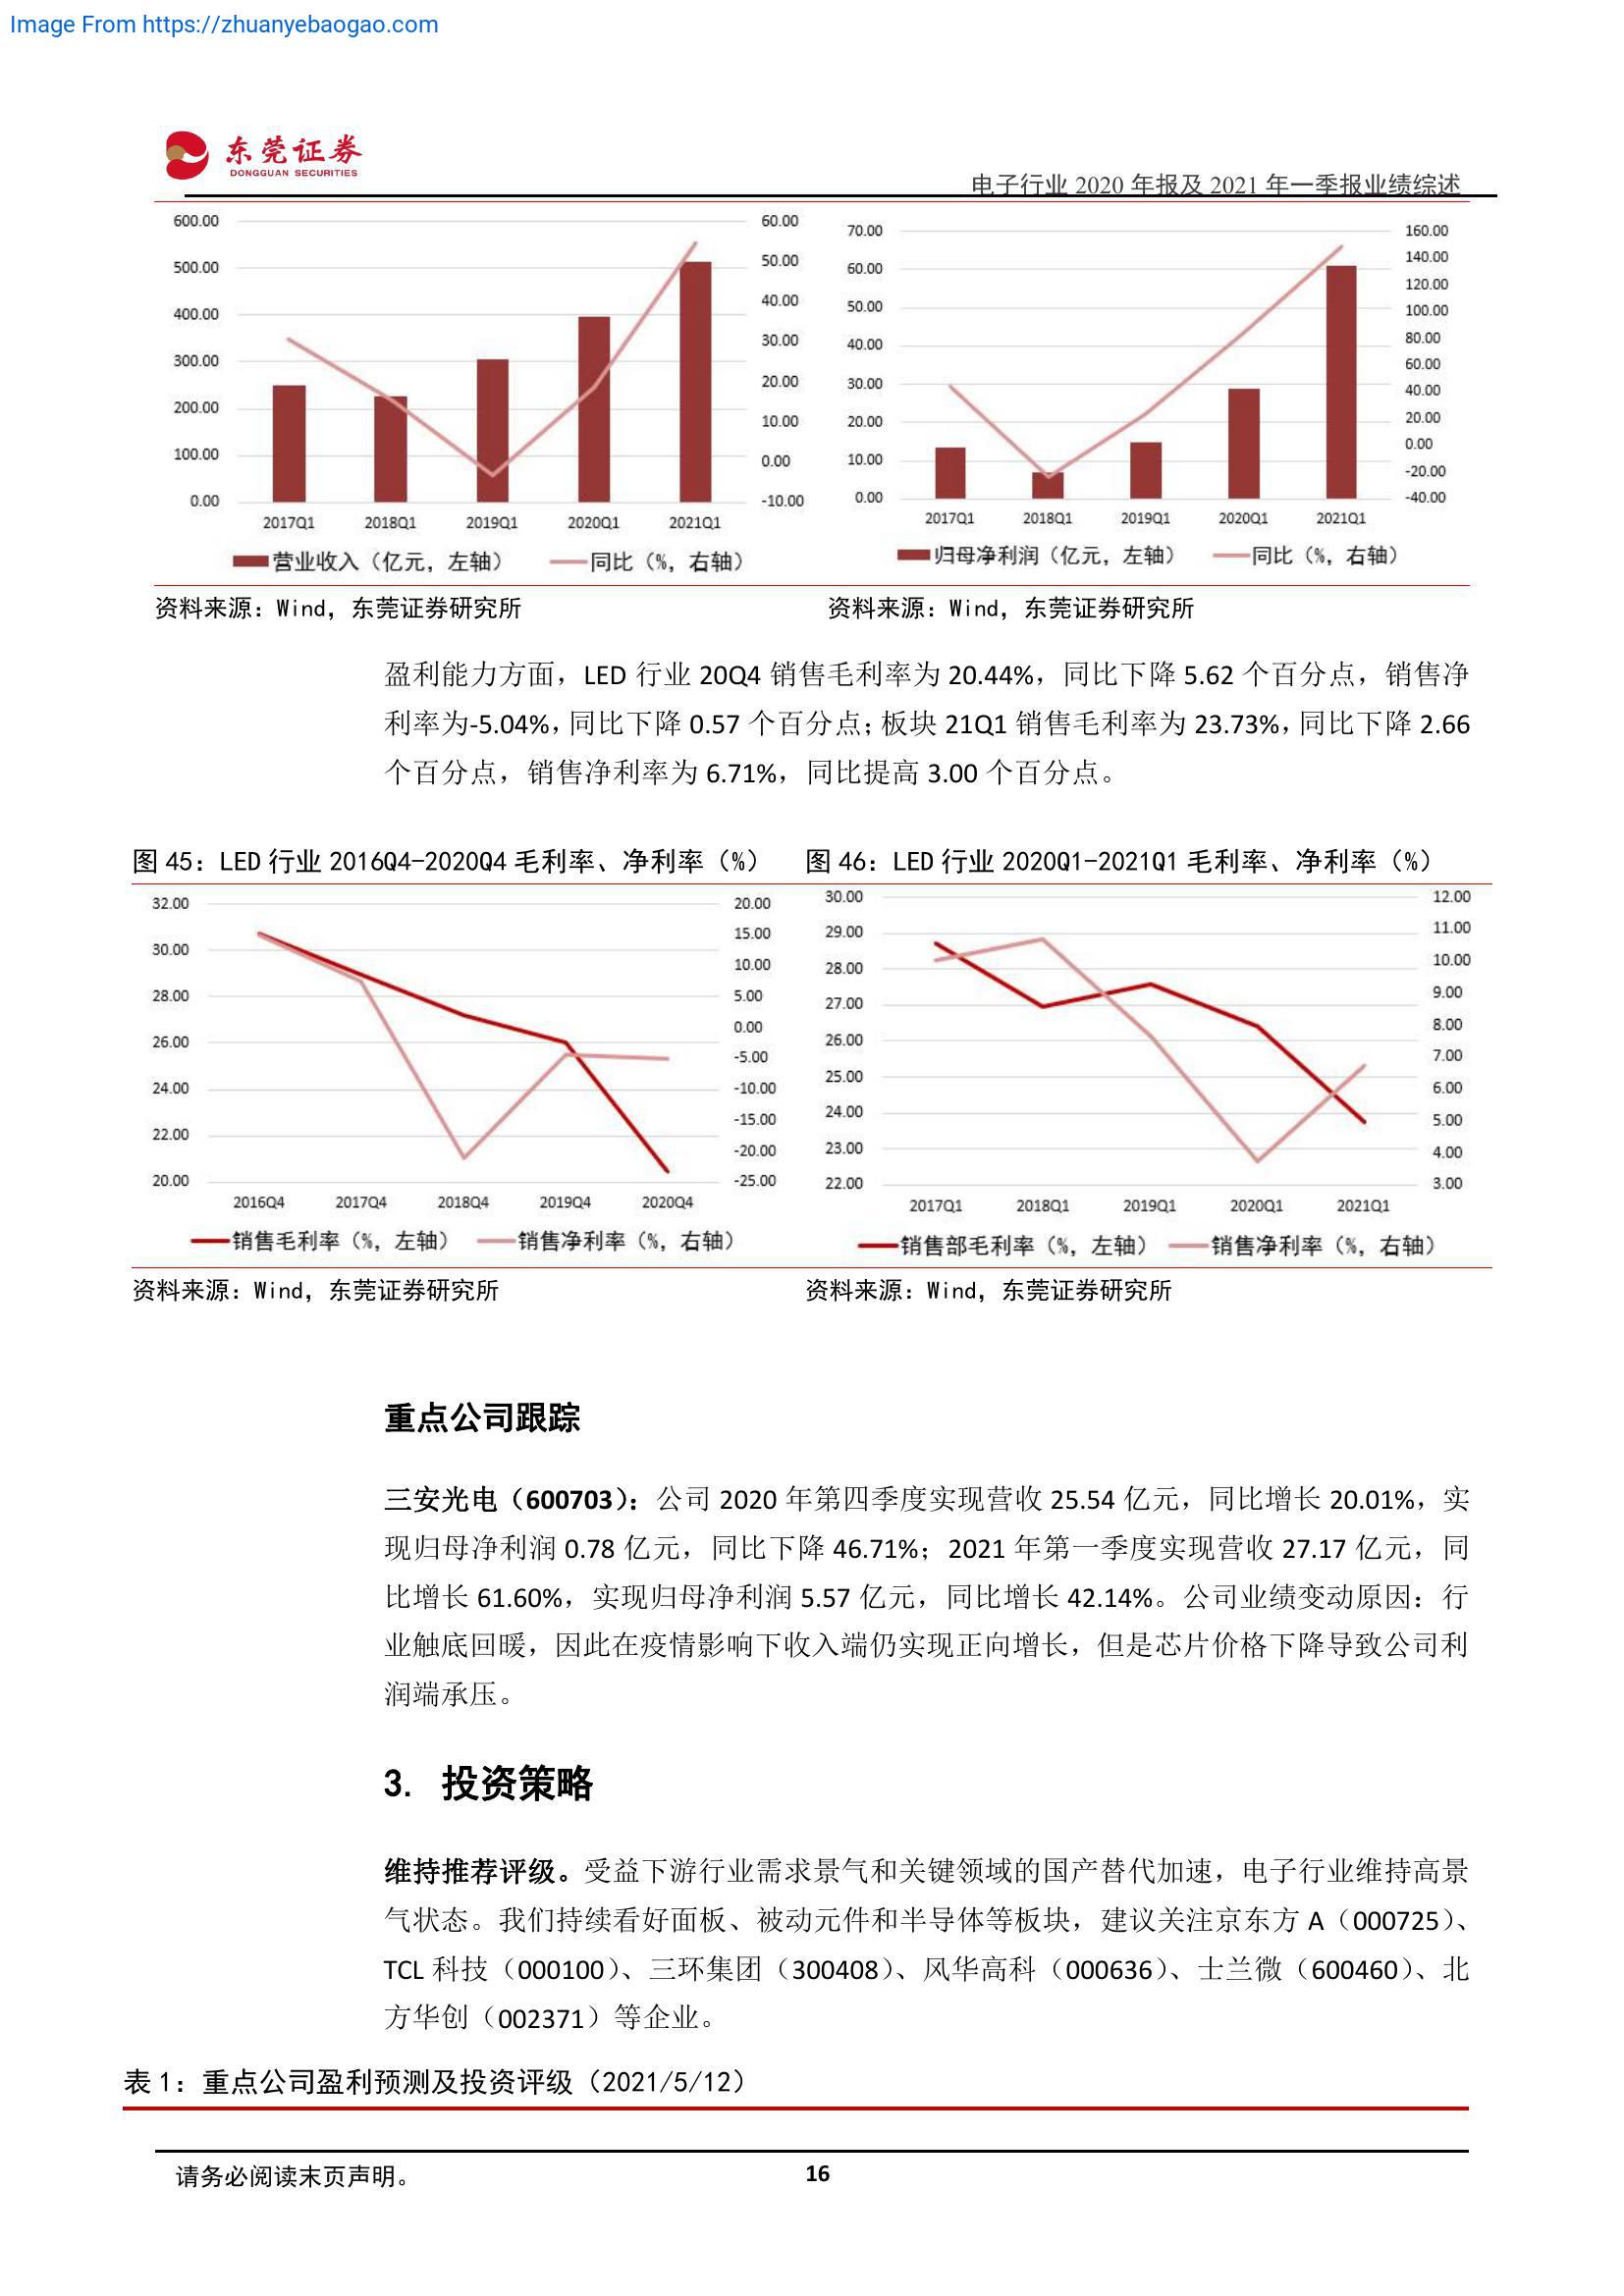 Image From https://zhuanyebaogao.com
东莞证券
DONGGUAN SECURITIES
电子行业 2020 年报及 2021 年一季报业绩综述
600.00
500.00
400.00
300.00
200.00
100.00
0.00
60.00
50.00
40.00
30.00
20.00
10.00
0.00
-10.00
2017Q1 2018Q1 2019Q1 2020Q1 2021Q1
营业收入（亿元，左轴） 同比（%，右轴）
70.00
60.00
50.00
40.00
30.00
20.00
10.00
0.00
160.00
140.00
120.00
100.00
80.00
60.00
40.00
20.00
0.00
-20.00
-40.00
2017Q1 2018Q1 2019Q1 2020Q1 2021Q1
归母净利润（亿元，左轴） 同比（%，右轴）
资料来源：Wind，东莞证券研究所 资料来源：Wind，东莞证券研究所
盈利能力方面，LED 行业 20Q4 销售毛利率为 20.44%，同比下降 5.62 个百分点，销售净
利率为-5.04%，同比下降 0.57 个百分点；板块 21Q1 销售毛利率为 23.73%，同比下降 2.66
个百分点，销售净利率为 6.71%，同比提高 3.00 个百分点。
图 45：LED 行业 2016Q4-2020Q4 毛利率、净利率（%） 图 46：LED 行业 2020Q1-2021Q1 毛利率、净利率（%）
32.00
30.00
28.00
26.00
24.00
22.00
20.00
20.00
15.00
10.00
5.00
0.00
-5.00
-10.00
-15.00
-20.00
-25.00
2016Q4 2017Q4 2018Q4 2019Q4 2020Q4
销售毛利率（%，左轴） 销售净利率（%，右轴）
30.00
29.00
28.00
27.00
26.00
25.00
24.00
23.00
22.00
12.00
11.00
10.00
9.00
8.00
7.00
6.00
5.00
4.00
3.00
2017Q1 2018Q1 2019Q1 2020Q1 2021Q1
销售部毛利率（%，左轴） 销售净利率（%，右轴）
资料来源：Wind，东莞证券研究所 资料来源：Wind，东莞证券研究所
重点公司跟踪
三安光电（600703）：公司 2020 年第四季度实现营收 25.54 亿元，同比增长 20.01%，实
现归母净利润 0.78 亿元，同比下降 46.71%；2021 年第一季度实现营收 27.17 亿元，同
比增长 61.60%，实现归母净利润 5.57 亿元，同比增长 42.14%。公司业绩变动原因：行
业触底回暖，因此在疫情影响下收入端仍实现正向增长，但是芯片价格下降导致公司利
润端承压。
3. 投资策略
维持推荐评级。受益下游行业需求景气和关键领域的国产替代加速，电子行业维持高景
气状态。我们持续看好面板、被动元件和半导体等板块，建议关注京东方 A（000725）、
TCL 科技（000100）、三环集团（300408）、风华高科（000636）、士兰微（600460）、北
方华创（002371）等企业。
表 1：重点公司盈利预测及投资评级（2021/5/12）
请务必阅读末页声明。 16